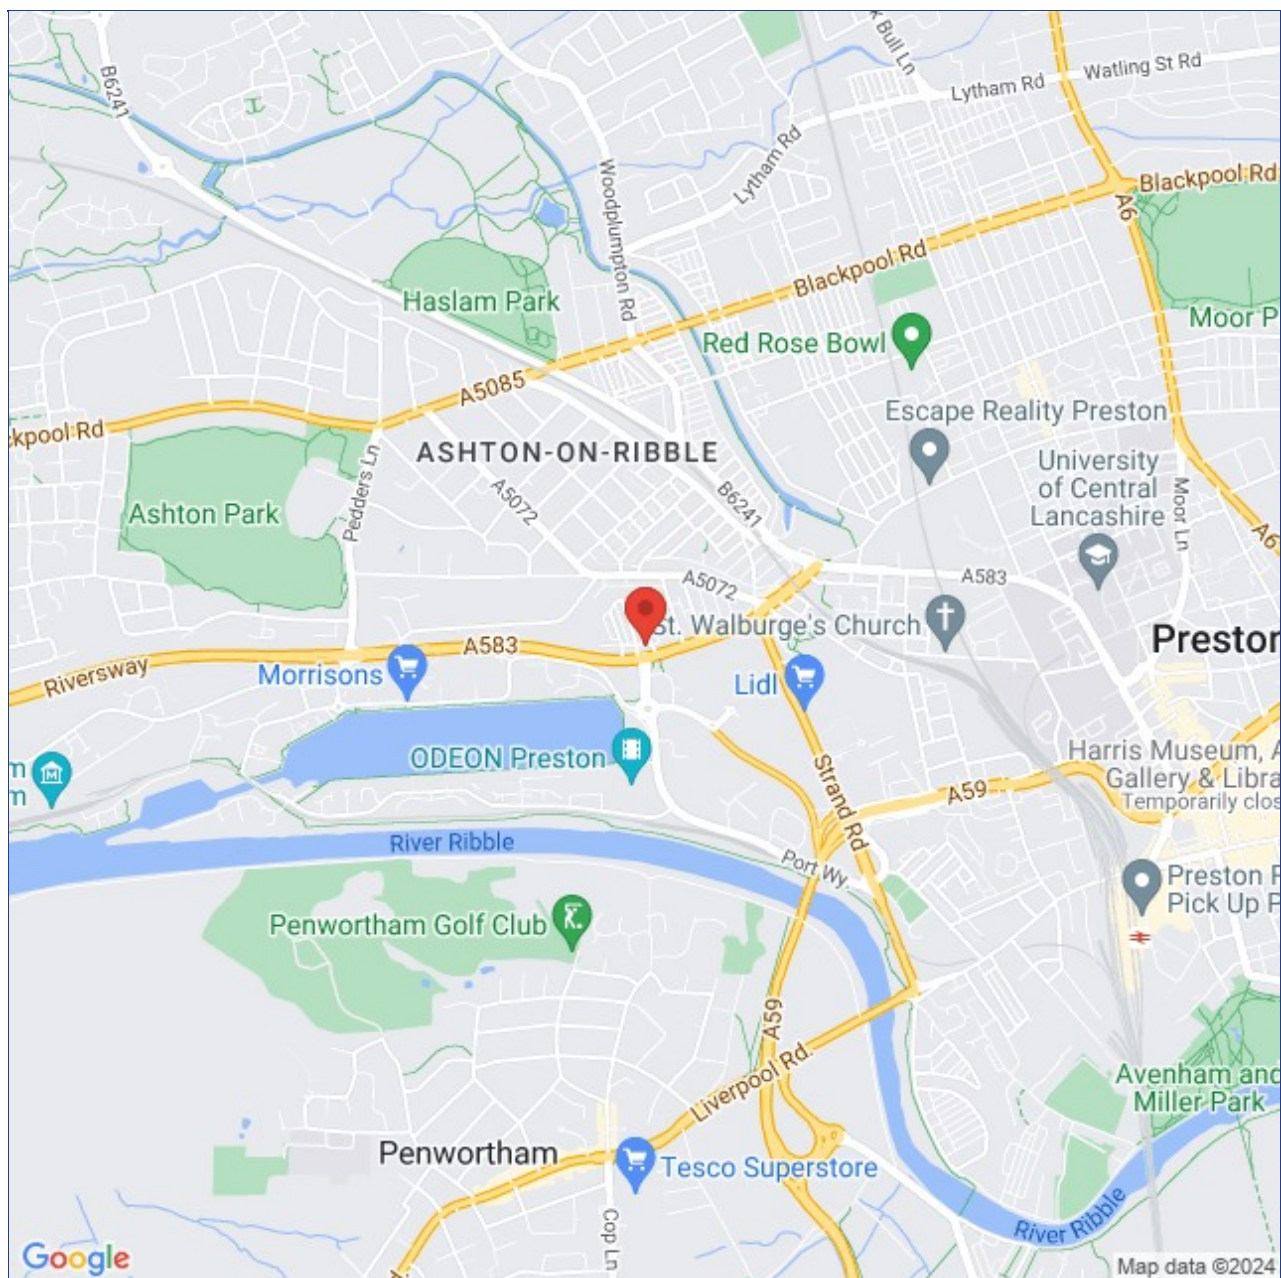 k Bull Ln
Watling St Rd
Lytham Rd
B6241
Lytham Rd
Woodplumpton Rd
Blackpool Rd
A6
Blackpool Rd
Haslam Park
Moor P
Red Rose Bowl
A5085
Escape Reality Preston
ckpool Rd
ASHTON-ON-RIBBLE
University
of Central
Lancashire
Pedders Ln
A5072
B6241
Moor Ln
Ashton Park
A6
A5072
A583
St. Walburge's Church
Preston
A583
Riversway
Morrisons
Lidl
ODEON Preston
Harris Museum, A
Gallery & Libra
Temporarily clos
m
m
Strand Rd
A59
River Ribble
Port Wy.
Preston R
Pick Up P
Penwortham Golf Club
A59
Liverpool Rd.
Avenham and
Miller Park
Penwortham
Tesco Superstore
Cop Ln
River Ribble
Google
Map data ©2024